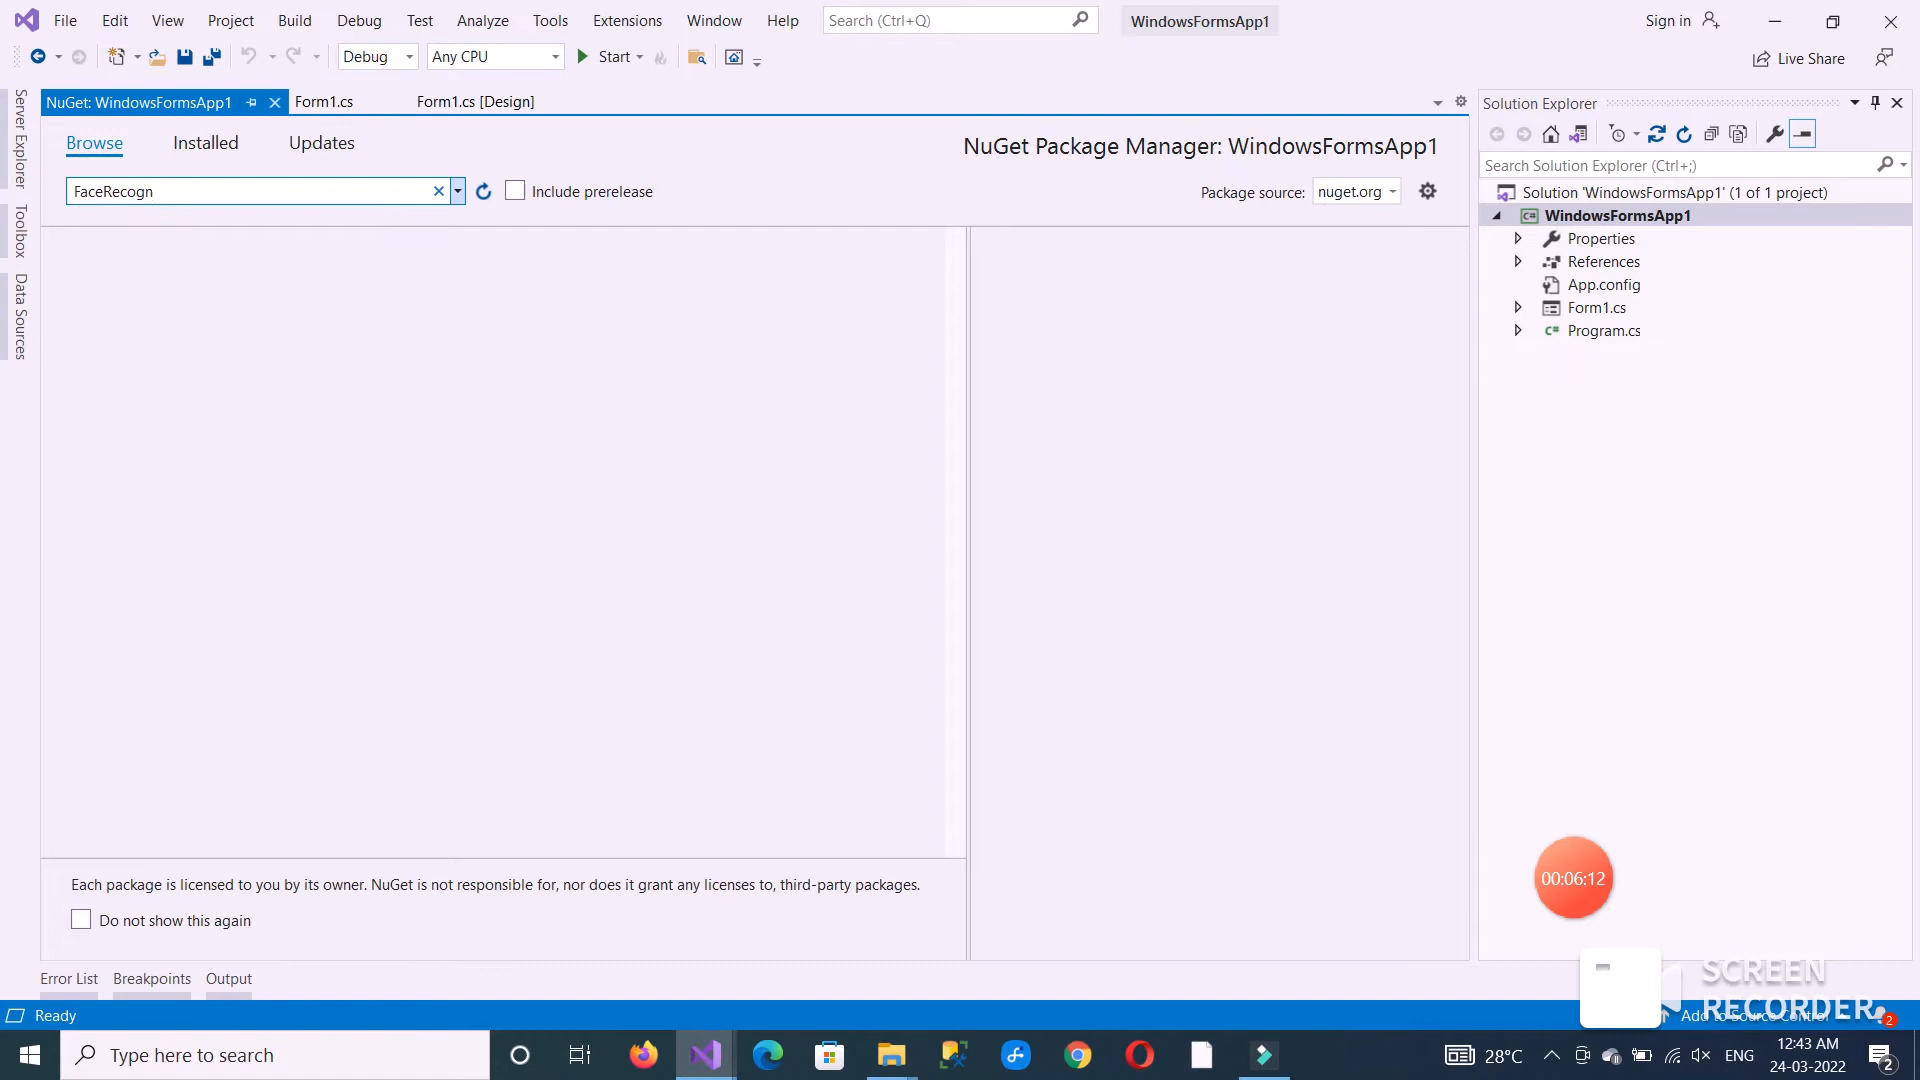 File Edit View Project Build Debug Test Analyze Tools Extensions Window Help Search (Ctrl+Q) WindowsFormsApp1 Sign in
Debug Any CPU Start Live Share
Server Explorer
Toolbox
Data Sources
NuGet: WindowsFormsApp1 Form1.cs Form1.cs [Design]
Browse Installed Updates NuGet Package Manager: WindowsFormsApp1
FaceRecogn Include prerelease Package source: nuget.org
Each package is licensed to you by its owner. NuGet is not responsible for, nor does it grant any licenses to, third-party packages.
Do not show this again
Solution Explorer
Search Solution Explorer (Ctrl+;)
Solution 'WindowsFormsApp1' (1 of 1 project)
C# WindowsFormsApp1
Properties
References
App.config
Form1.cs
C# Program.cs
00:06:12
SCREEN
RECORDER
Error List Breakpoints Output
Ready Add to Source Control 2
Type here to search 28°C ENG 12:43 AM
24-03-2022 2